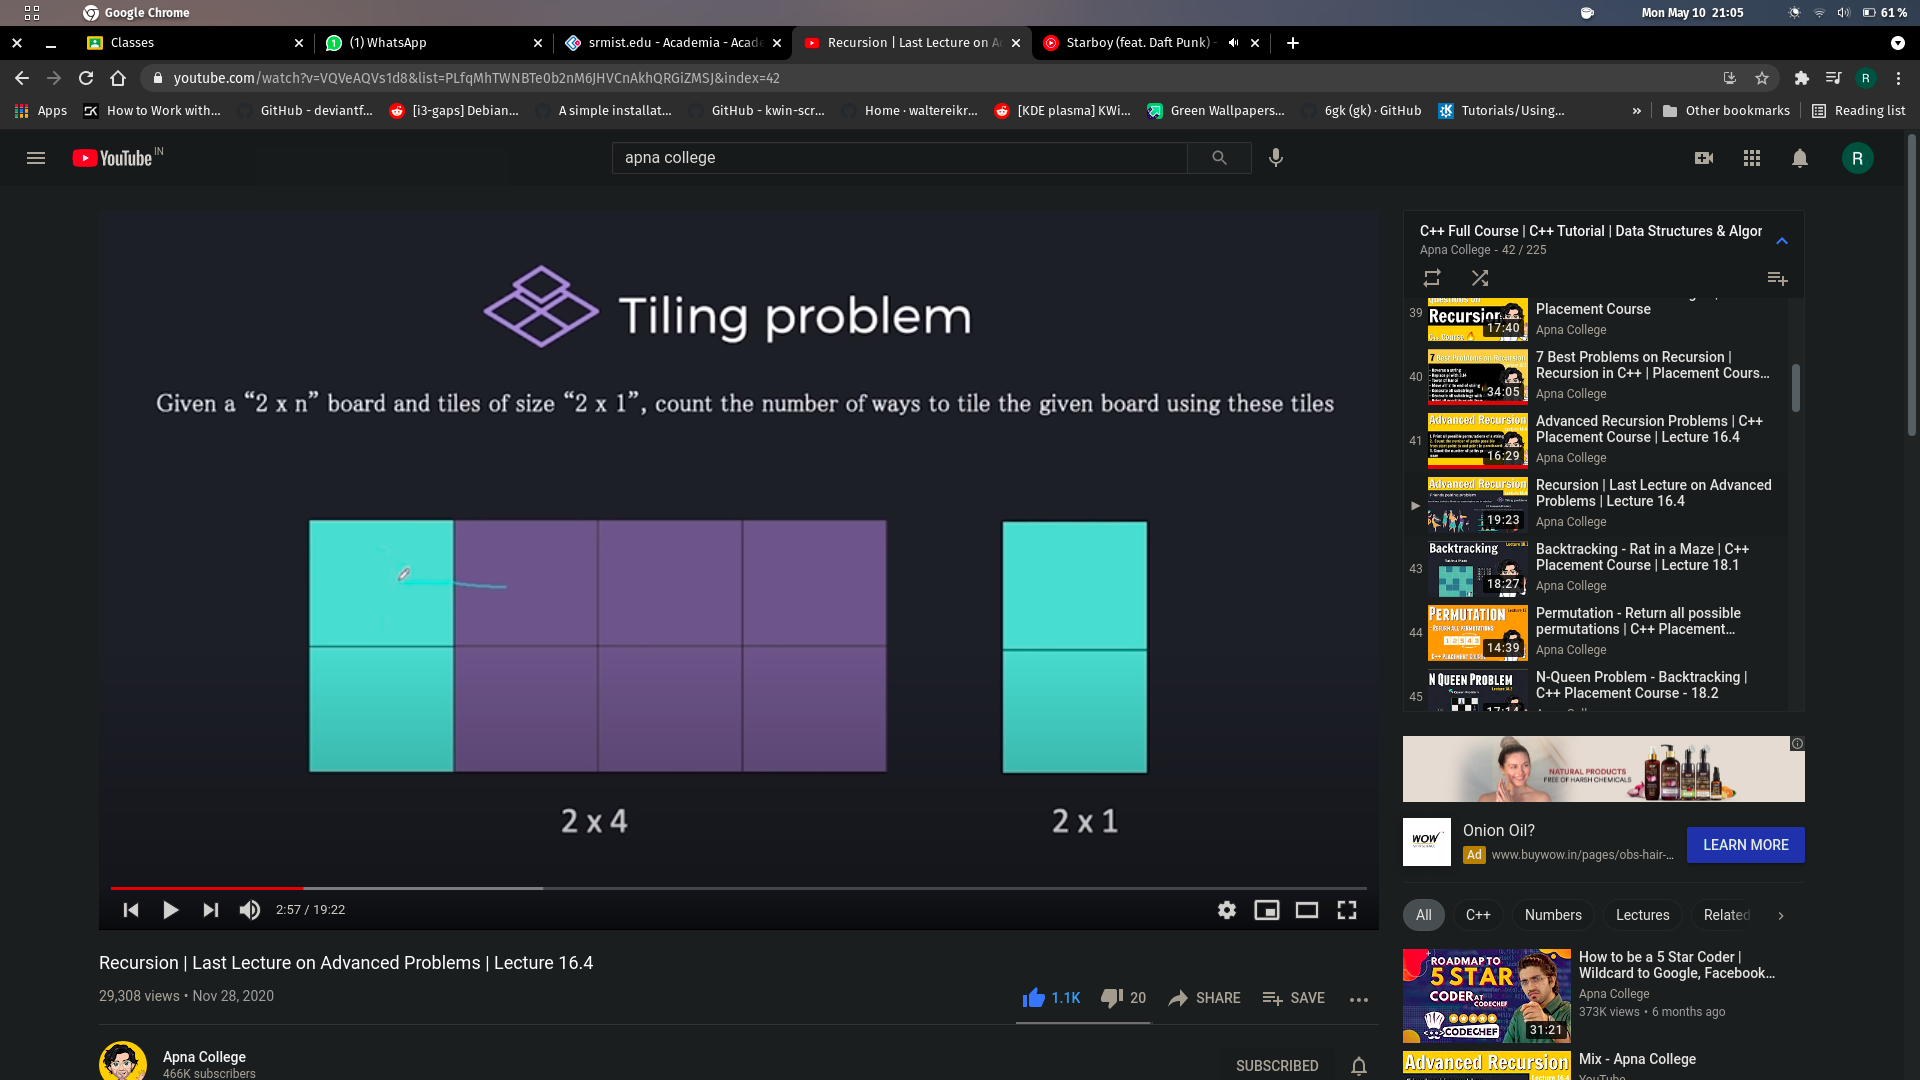 Google Chrome
Mon May 10 21:05
61 %
Classes
(1) WhatsApp
srmist.edu - Academia - Acade
Recursion | Last Lecture on A
Starboy (feat. Daft Punk) -
youtube.com/watch?v=VQVeAQVs1d8&list=PLfqMhTWNBTe0b2nM6JHVCnAkhQRGiZMSJ&index=42
R
Apps
How to Work with...
GitHub - deviantf...
[i3-gaps] Debian...
A simple installat...
GitHub - kwin-scr...
Home · waltereikr...
[KDE plasma] KWi...
Green Wallpapers...
6gk (gk) · GitHub
Tutorials/Using...
»
Other bookmarks
Reading list
YouTube IN
apna college
R
Tiling problem
Given a “2 x n” board and tiles of size “2 x 1”, count the number of ways to tile the given board using these tiles
2 x 4
2 x 1
2:57 / 19:22
Recursion | Last Lecture on Advanced Problems | Lecture 16.4
29,308 views • Nov 28, 2020
1.1K
20
SHARE
SAVE
Apna College
466K subscribers
SUBSCRIBED
C++ Full Course | C++ Tutorial | Data Structures & Algor
Apna College - 42 / 225
39
Recursion
17:40
Placement Course
Apna College
40
7 Best Problems on Recursion
34:05
7 Best Problems on Recursion |
Recursion in C++ | Placement Cours...
Apna College
41
Advanced Recursion
16:29
Advanced Recursion Problems | C++
Placement Course | Lecture 16.4
Apna College
Advanced Recursion
19:23
Recursion | Last Lecture on Advanced
Problems | Lecture 16.4
Apna College
43
Backtracking
18:27
Backtracking - Rat in a Maze | C++
Placement Course | Lecture 18.1
Apna College
44
PERMUTATION
14:39
Permutation - Return all possible
permutations | C++ Placement...
Apna College
45
N QUEEN PROBLEM
17:14
N-Queen Problem - Backtracking |
C++ Placement Course - 18.2
NATURAL PRODUCTS
FREE OF HARSH CHEMICALS
WOW
Onion Oil?
Ad www.buywow.in/pages/obs-hair-...
LEARN MORE
All
C++
Numbers
Lectures
Related
ROADMAP TO
5 STAR
CODER AT CODECHEF
CODECHEF
31:21
How to be a 5 Star Coder |
Wildcard to Google, Facebook...
Apna College
373K views • 6 months ago
Advanced Recursion
Mix - Apna College
YouTube